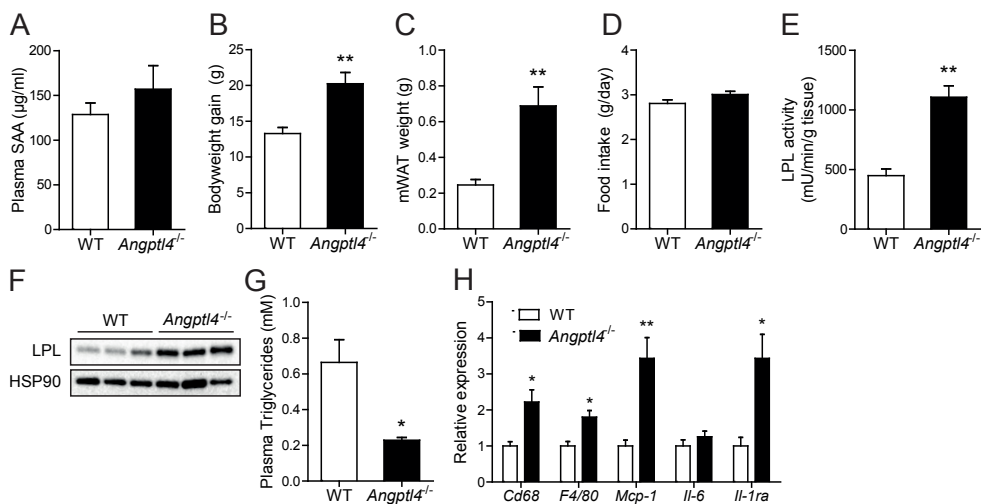 A
Plasma SAA (µg/ml)
200
150
100
50
0
WT
Angptl4-/-
B
Bodyweight gain (g)
25
20
15
10
5
0
**
WT
Angptl4-/-
C
mWAT weight (g)
1.0
0.8
0.6
0.4
0.2
0.0
**
WT
Angptl4-/-
D
Food intake (g/day)
4
3
2
1
0
WT
Angptl4-/-
E
LPL activity
(mU/min/g tissue)
1500
1000
500
0
**
WT
Angptl4-/-
F
WT
Angptl4-/-
LPL
HSP90
G
Plasma Triglycerides (mM)
1.0
0.8
0.6
0.4
0.2
0.0
*
WT
Angptl4-/-
H
Relative expression
5
4
3
2
1
0
WT
Angptl4-/-
*
*
**
*
Cd68
F4/80
Mcp-1
Il-6
Il-1ra